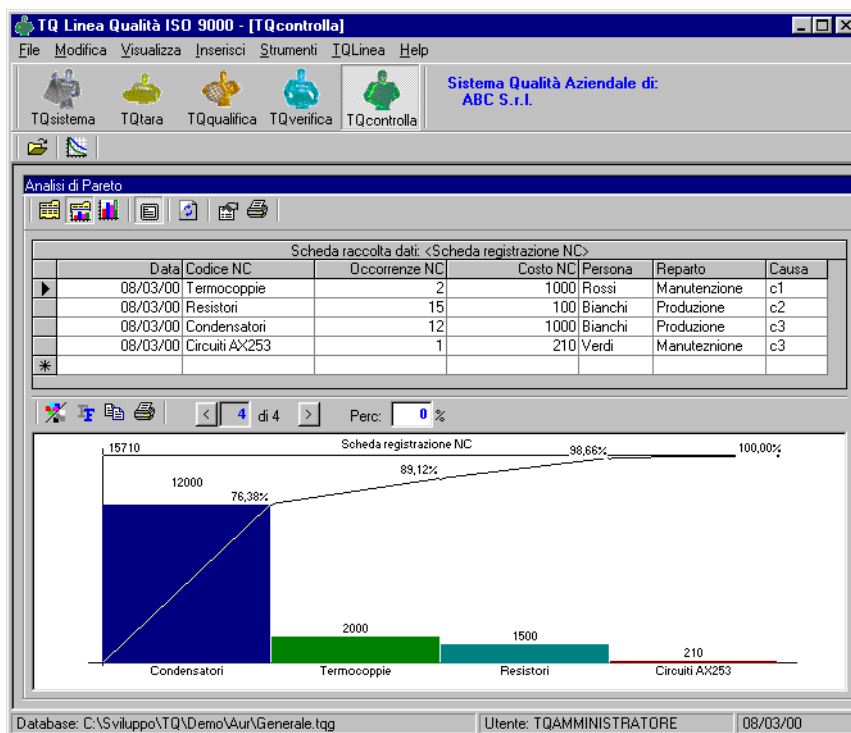 TQ Linea Qualità ISO 9000 - [TQcontrolla]
File Modifica Visualizza Inserisci Strumenti TQLinea Help
Sistema Qualità Aziendale di:
ABC S.r.l.
TQsistema TQtara TQqualifica TQverifica TQcontrolla
Analisi di Pareto
Scheda raccolta dati: <Scheda registrazione NC>
Data Codice NC Occorrenze NC Costo NC Persona Reparto Causa
08/03/00 Termocoppie 2 1000 Rossi Manutenzione c1
08/03/00 Resistori 15 100 Bianchi Produzione c2
08/03/00 Condensatori 12 1000 Bianchi Produzione c3
08/03/00 Circuiti AX253 1 210 Verdi Manuteznione c3
< 4 di 4 > Perc: 0 %
15710 Scheda registrazione NC 98,66% 100,00%
89,12%
12000
76,38%
2000
1500
210
Condensatori Termocoppie Resistori Circuiti AX253
Database: C:\Sviluppo\TQ\Demo\Aur\Generale.tqg Utente: TQAMMINISTRATORE 08/03/00